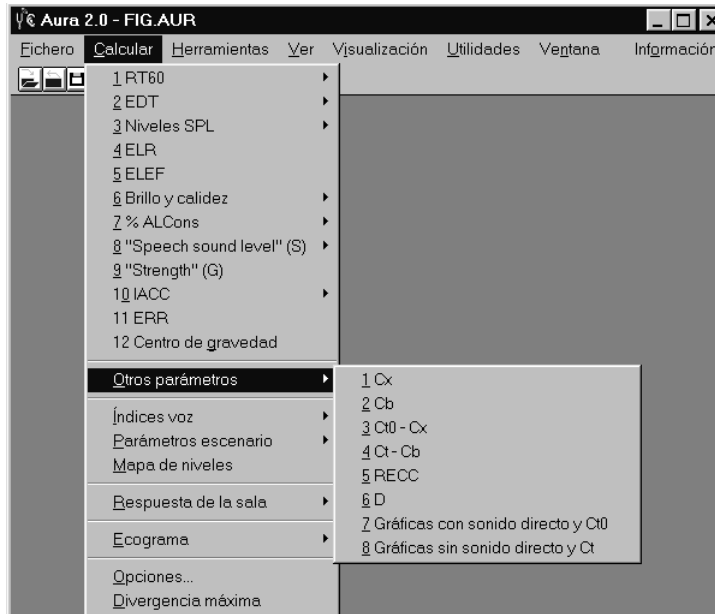 Aura 2.0 - FIG.AUR
Fichero Calcular Herramientas Ver Visualización Utilidades Ventana Información
1 RT60
2 EDT
3 Niveles SPL
4 ELR
5 ELEF
6 Brillo y calidez
7 % ALCons
8 "Speech sound level" (S)
9 "Strength" (G)
10 IACC
11 ERR
12 Centro de gravedad
Otros parámetros
1 Cx
2 Cb
3 Ct0 - Cx
4 Ct - Cb
5 RECC
6 D
7 Gráficas con sonido directo y Ct0
8 Gráficas sin sonido directo y Ct
Índices voz
Parámetros escenario
Mapa de niveles
Respuesta de la sala
Ecograma
Opciones...
Divergencia máxima